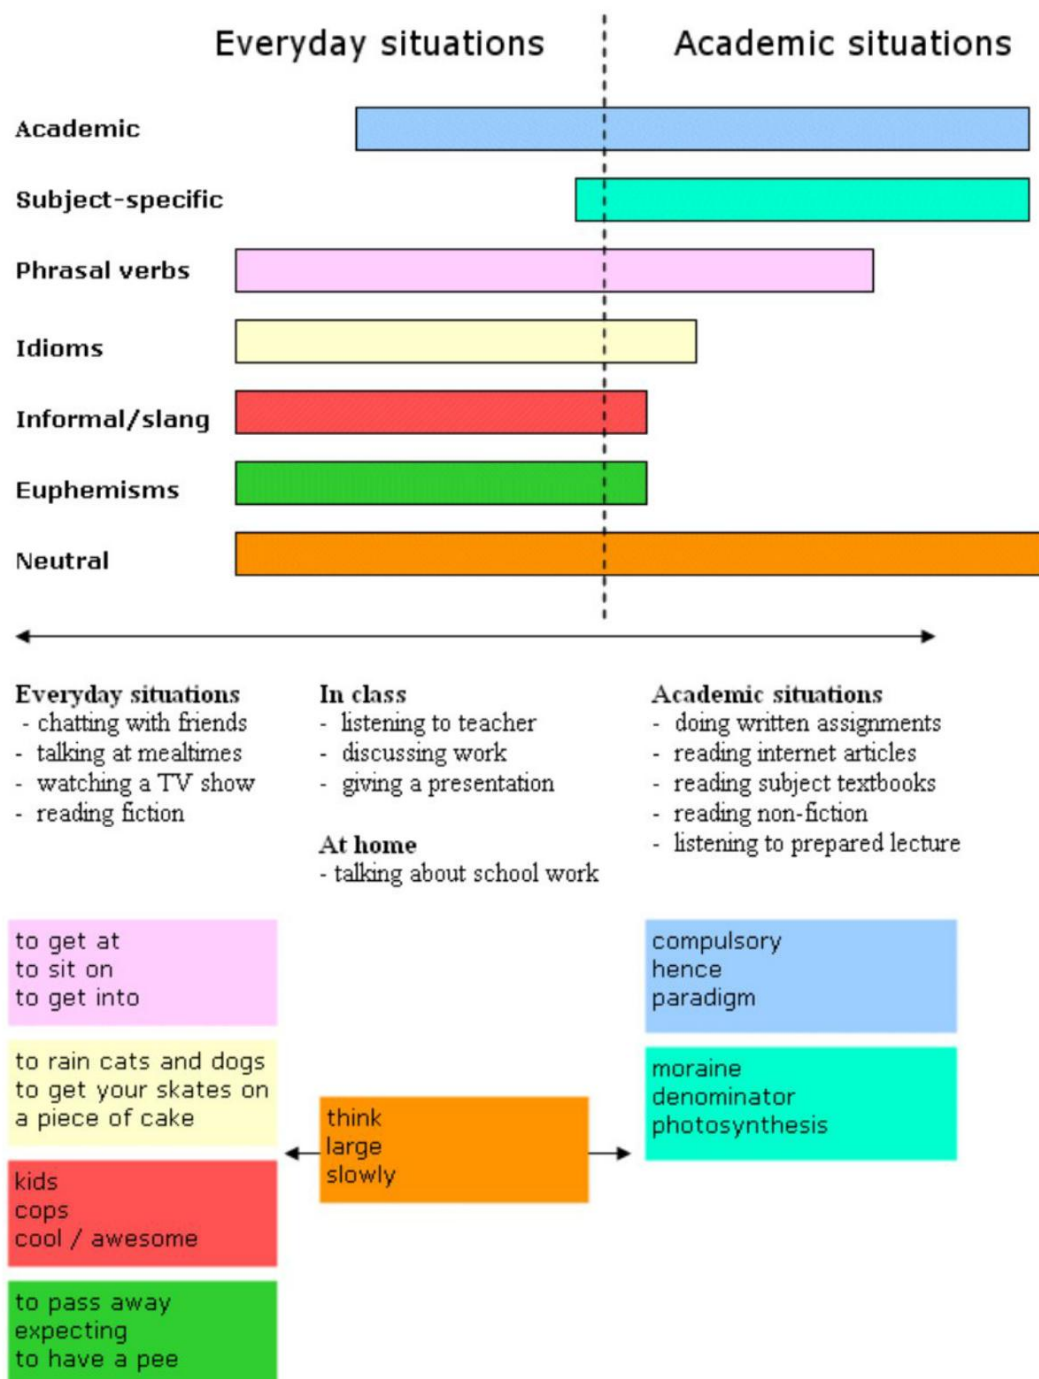 Everyday situations
Academic situations
Academic
Subject-specific
Phrasal verbs
Idioms
Informal/slang
Euphemisms
Neutral
Everyday situations
- chatting with friends
- talking at mealtimes
- watching a TV show
- reading fiction
In class
- listening to teacher
- discussing work
- giving a presentation
At home
- talking about school work
Academic situations
- doing written assignments
- reading internet articles
- reading subject textbooks
- reading non-fiction
- listening to prepared lecture
to get at
to sit on
to get into
to rain cats and dogs
to get your skates on
a piece of cake
kids
cops
cool / awesome
to pass away
expecting
to have a pee
think
large
slowly
compulsory
hence
paradigm
moraine
denominator
photosynthesis